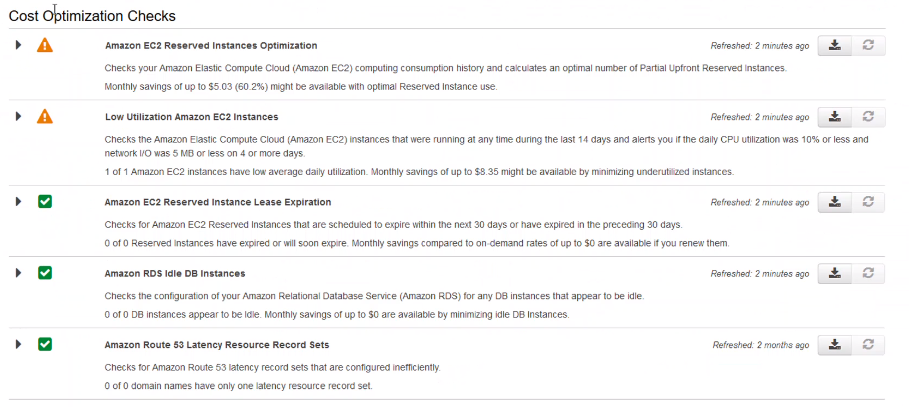 Cost Optimization Checks
Amazon EC2 Reserved Instances Optimization Refreshed: 2 minutes ago
Checks your Amazon Elastic Compute Cloud (Amazon EC2) computing consumption history and calculates an optimal number of Partial Upfront Reserved Instances.
Monthly savings of up to $5.03 (60.2%) might be available with optimal Reserved Instance use.
Low Utilization Amazon EC2 Instances Refreshed: 2 minutes ago
Checks the Amazon Elastic Compute Cloud (Amazon EC2) instances that were running at any time during the last 14 days and alerts you if the daily CPU utilization was 10% or less and
network I/O was 5 MB or less on 4 or more days.
1 of 1 Amazon EC2 instances have low average daily utilization. Monthly savings of up to $8.35 might be available by minimizing underutilized instances.
Amazon EC2 Reserved Instance Lease Expiration Refreshed: 2 minutes ago
Checks for Amazon EC2 Reserved Instances that are scheduled to expire within the next 30 days or have expired in the preceding 30 days.
0 of 0 Reserved Instances have expired or will soon expire. Monthly savings compared to on-demand rates of up to $0 are available if you renew them.
Amazon RDS Idle DB Instances Refreshed: 2 minutes ago
Checks the configuration of your Amazon Relational Database Service (Amazon RDS) for any DB instances that appear to be idle.
0 of 0 DB instances appear to be idle. Monthly savings of up to $0 are available by minimizing idle DB Instances.
Amazon Route 53 Latency Resource Record Sets Refreshed: 2 months ago
Checks for Amazon Route 53 latency record sets that are configured inefficiently.
0 of 0 domain names have only one latency resource record set.